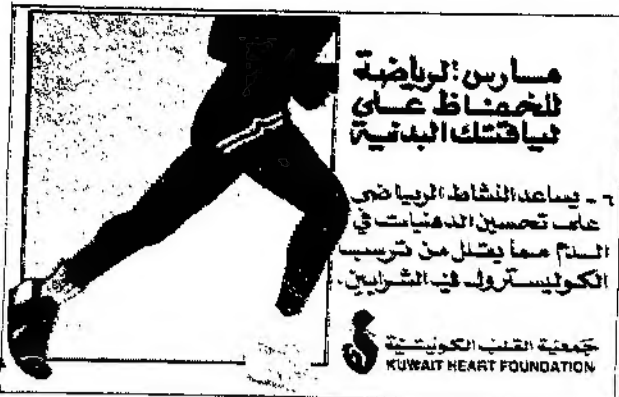 مارس الرياضة
للحفاظ على
لياقتك البدنية
٢ - يساعد النشاط الرياضي
على تحسين الدهنيات في
الدم مما يقلل من ترسب
الكوليسترول في الشرايين.
جمعية القلب الكويتية
KUWAIT HEART FOUNDATION